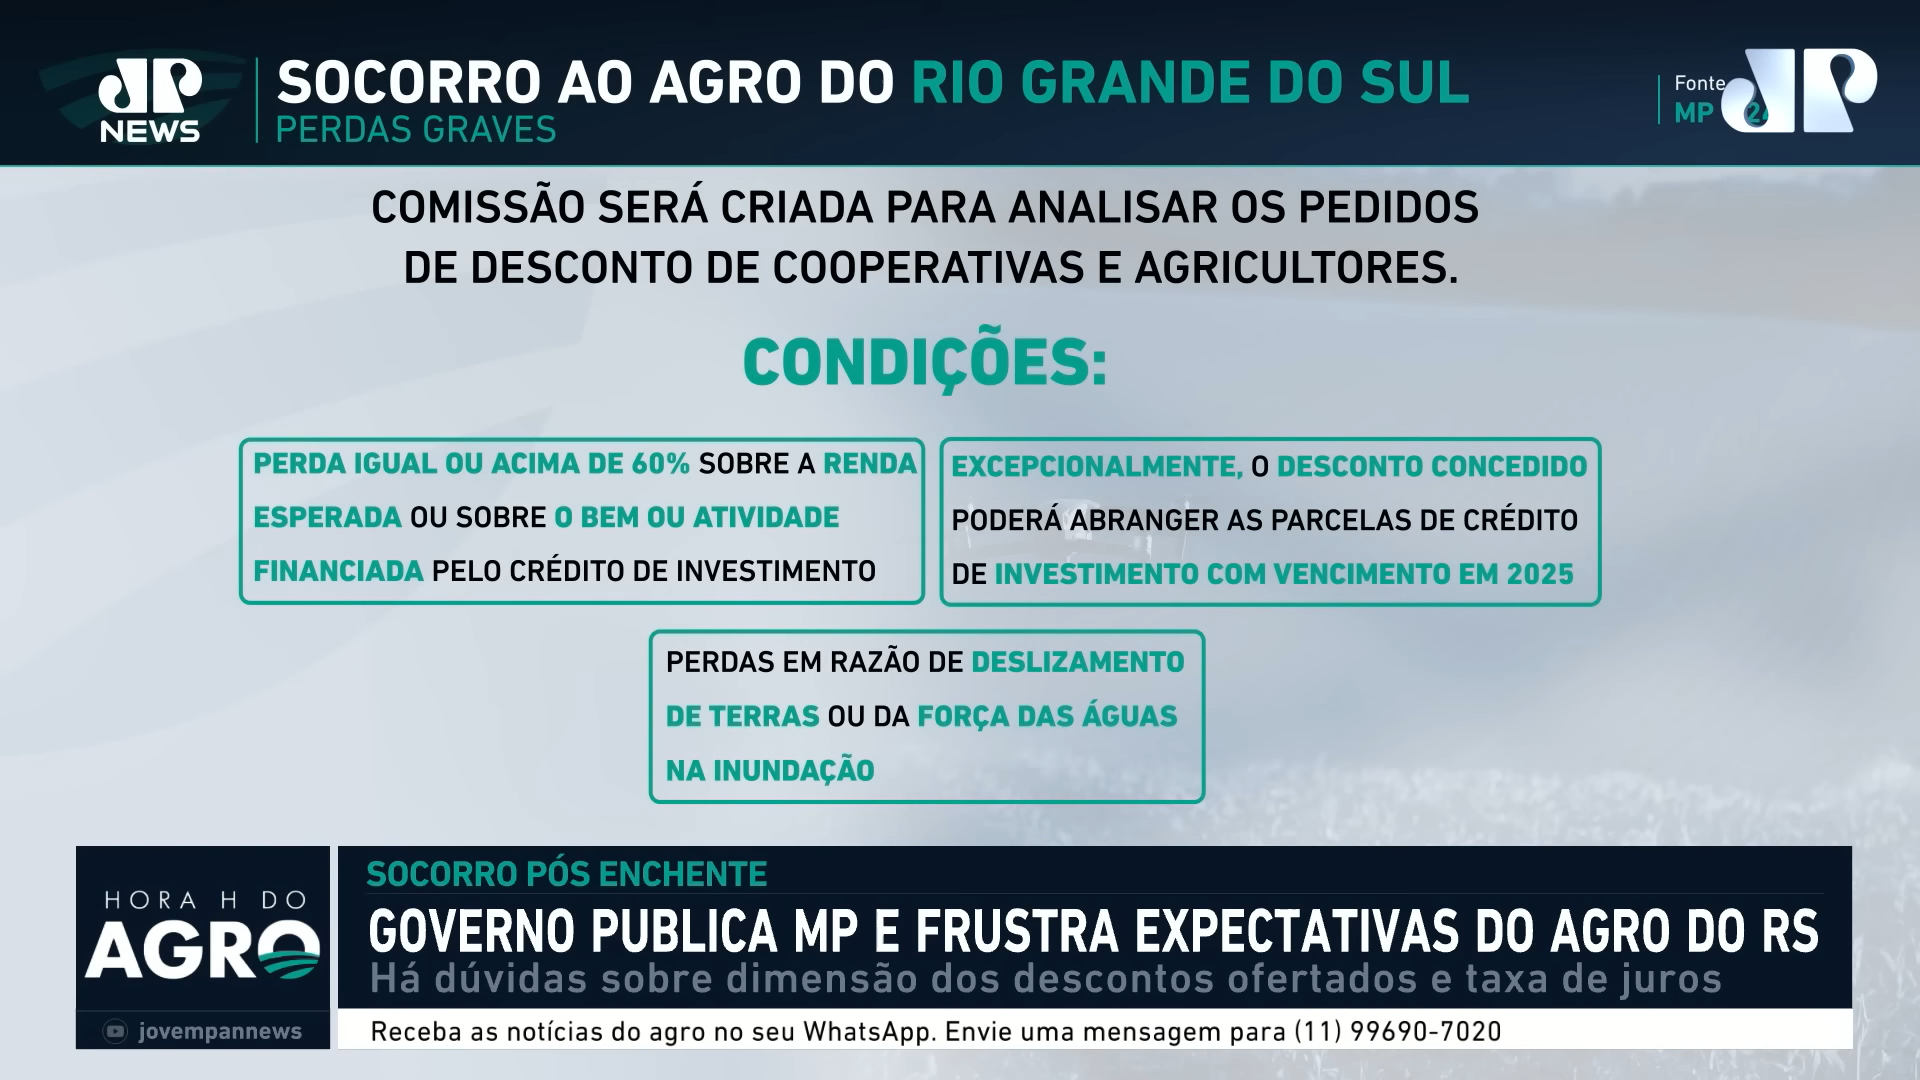 JP
NEWS
SOCORRO AO AGRO DO RIO GRANDE DO SUL
PERDAS GRAVES
Fonte
MP
JP
COMISSÃO SERÁ CRIADA PARA ANALISAR OS PEDIDOS
DE DESCONTO DE COOPERATIVAS E AGRICULTORES.
CONDIÇÕES:
PERDA IGUAL OU ACIMA DE 60% SOBRE A RENDA
ESPERADA OU SOBRE O BEM OU ATIVIDADE
FINANCIADA PELO CRÉDITO DE INVESTIMENTO
EXCEPCIONALMENTE, O DESCONTO CONCEDIDO
PODERÁ ABRANGER AS PARCELAS DE CRÉDITO
DE INVESTIMENTO COM VENCIMENTO EM 2025
PERDAS EM RAZÃO DE DESLIZAMENTO
DE TERRAS OU DA FORÇA DAS ÁGUAS
NA INUNDAÇÃO
HORA H DO
AGRO
jovempannews
SOCORRO PÓS ENCHENTE
GOVERNO PUBLICA MP E FRUSTRA EXPECTATIVAS DO AGRO DO RS
Há dúvidas sobre dimensão dos descontos ofertados e taxa de juros
Receba as notícias do agro no seu WhatsApp. Envie uma mensagem para (11) 99690-7020